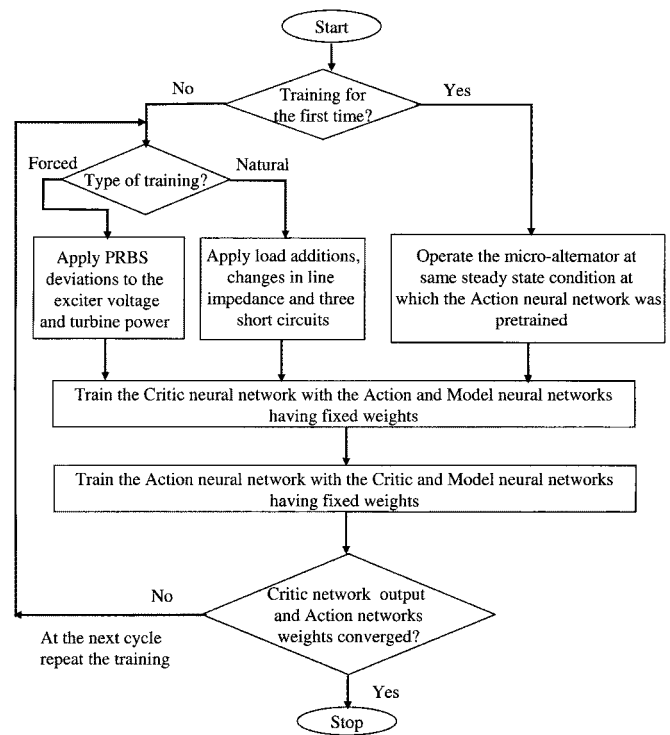 Start
No
Training for
the first time?
Yes
Forced
Type of training?
Natural
Apply PRBS
deviations to the
exciter voltage
and turbine power
Apply load additions,
changes in line
impedance and three
short circuits
Operate the micro-alternator at
same steady state condition at
which the Action neural network was
pretrained
Train the Critic neural network with the Action and Model neural networks
having fixed weights
Train the Action neural network with the Critic and Model neural networks
having fixed weights
No
Critic network output
and Action networks
weights converged?
At the next cycle
repeat the training
Yes
Stop